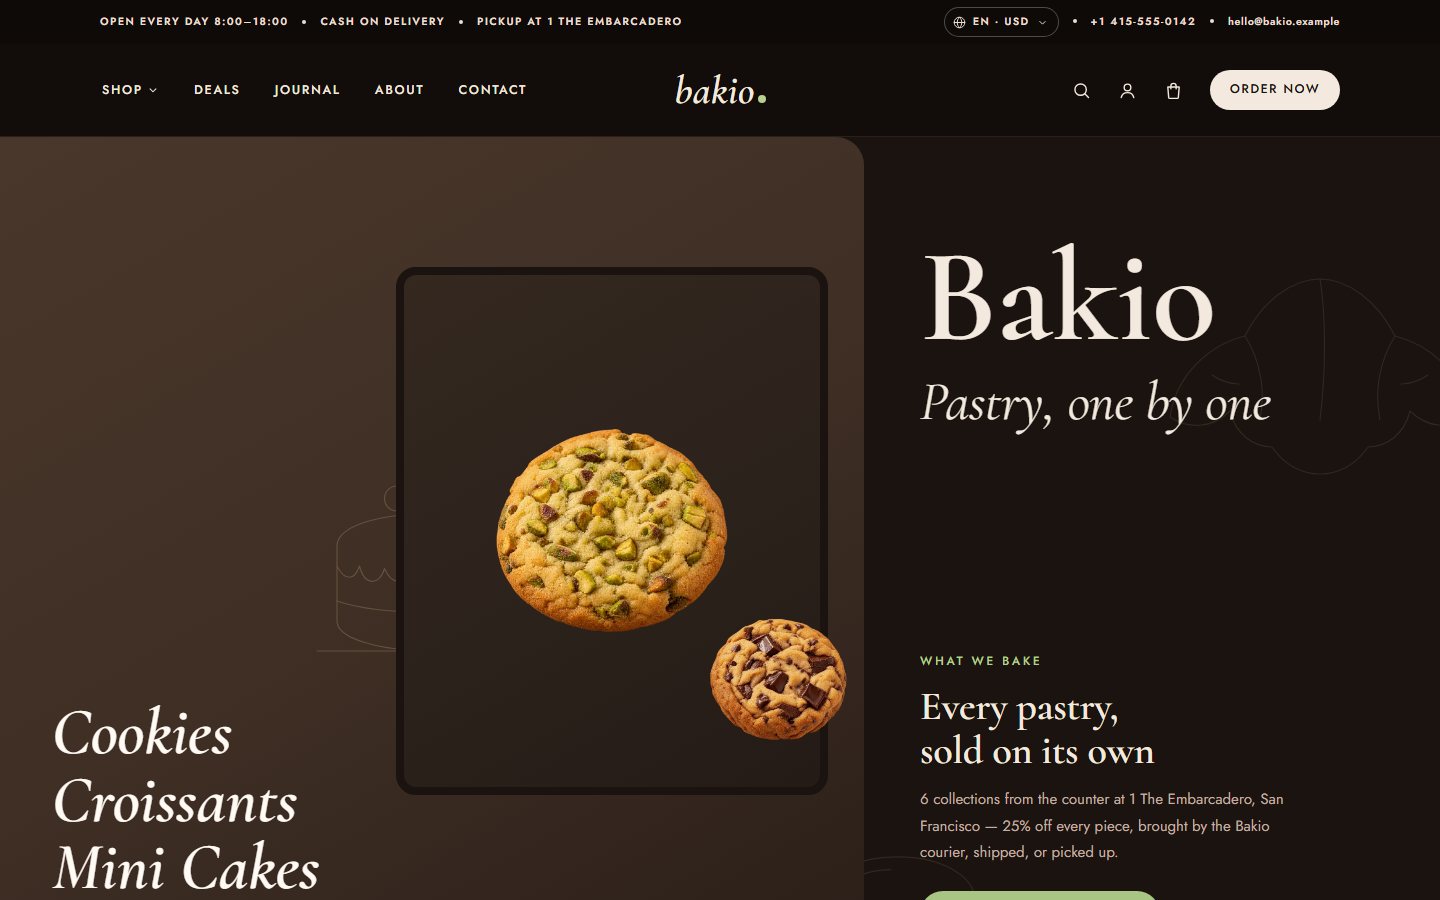 OPEN EVERY DAY 8:00–18:00 • CASH ON DELIVERY • PICKUP AT 1 THE EMBARCADERO
EN · USD • +1 415-555-0142 • hello@bakio.example
SHOP DEALS JOURNAL ABOUT CONTACT
bakio.
ORDER NOW
Bakio
Pastry, one by one
Cookies
Croissants
Mini Cakes
WHAT WE BAKE
Every pastry,
sold on its own
6 collections from the counter at 1 The Embarcadero, San
Francisco — 25% off every piece, brought by the Bakio
courier, shipped, or picked up.